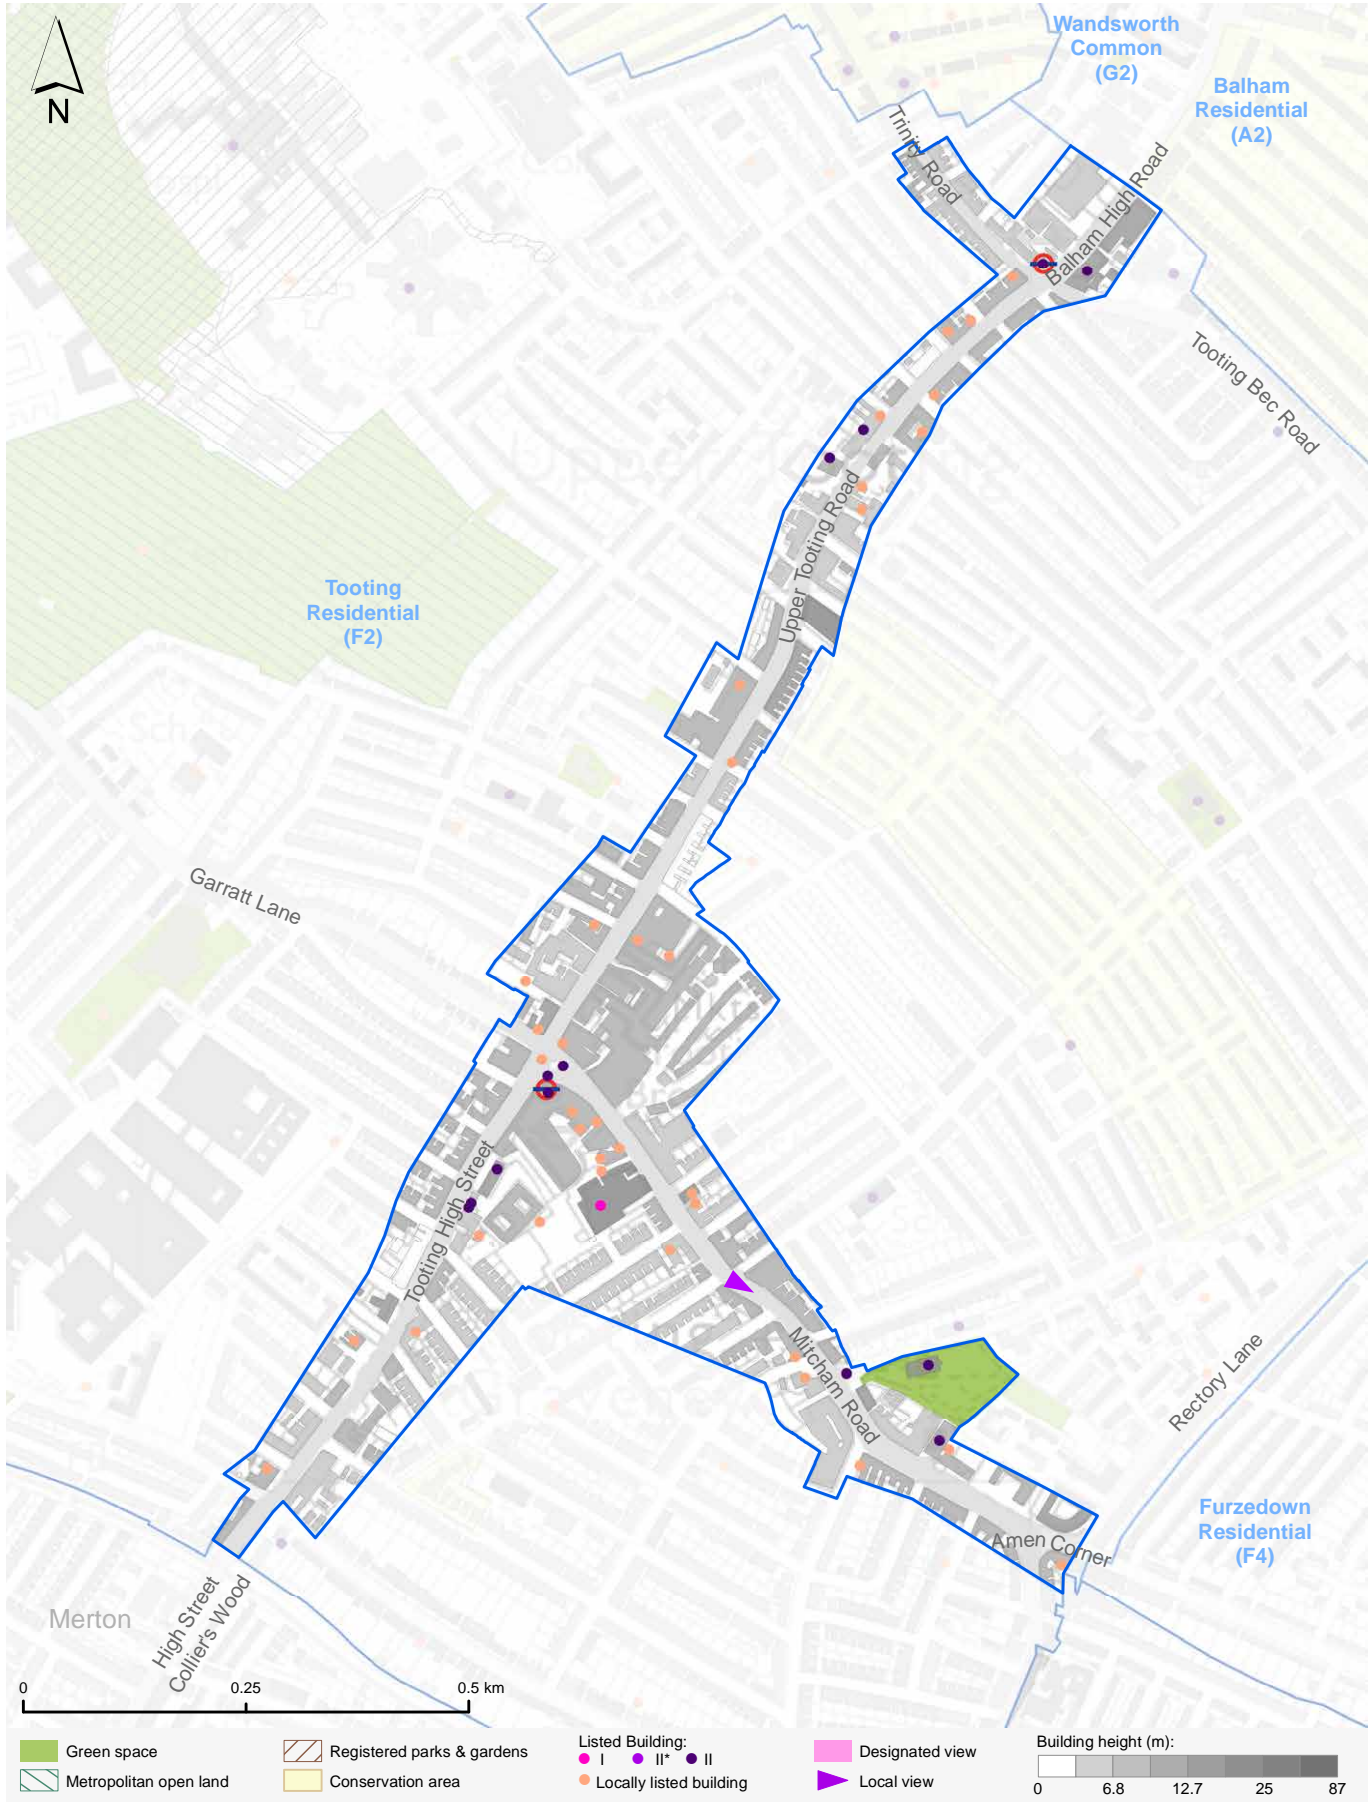 N
Wandsworth
Common
(G2)
Balham
Residential
(A2)
Trinity Road
Balham High Road
Tooting Bec Road
Upper Tooting Road
Tooting
Residential
(F2)
Garratt Lane
Tooting High Street
Mitcham Road
Rectory Lane
Furzedown
Residential
(F4)
Amen Corner
Merton
High Street
Collier's Wood
0 0.25 0.5 km
Green space
Metropolitan open land
Registered parks & gardens
Conservation area
Listed Building:
I II* II
Locally listed building
Designated view
Local view
Building height (m):
0 6.8 12.7 25 87